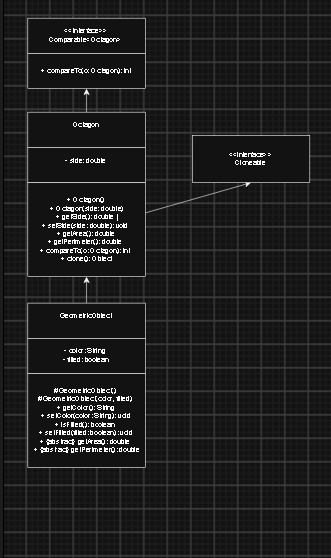 <<interface>>
Comparable<Octagon>
+ compareTo(o: Octagon): int
Octagon
- side: double
+ Octagon()
+ Octagon(side: double)
+ getSide(): double |
+ setSide(side: double): void
+ getArea(): double
+ getPerimeter(): double
+ compareTo(o: Octagon): int
+ clone(): Object
<<interface>>
Cloneable
GeometricObject
- color: String
- filled: boolean
#GeometricObject()
#GeometricObject(color, filled)
+ getColor(): String
+ setColor(color: String): void
+ isFilled(): boolean
+ setFilled(filled: boolean): void
+ {abstract} getArea(): double
+ {abstract} getPerimeter(): double